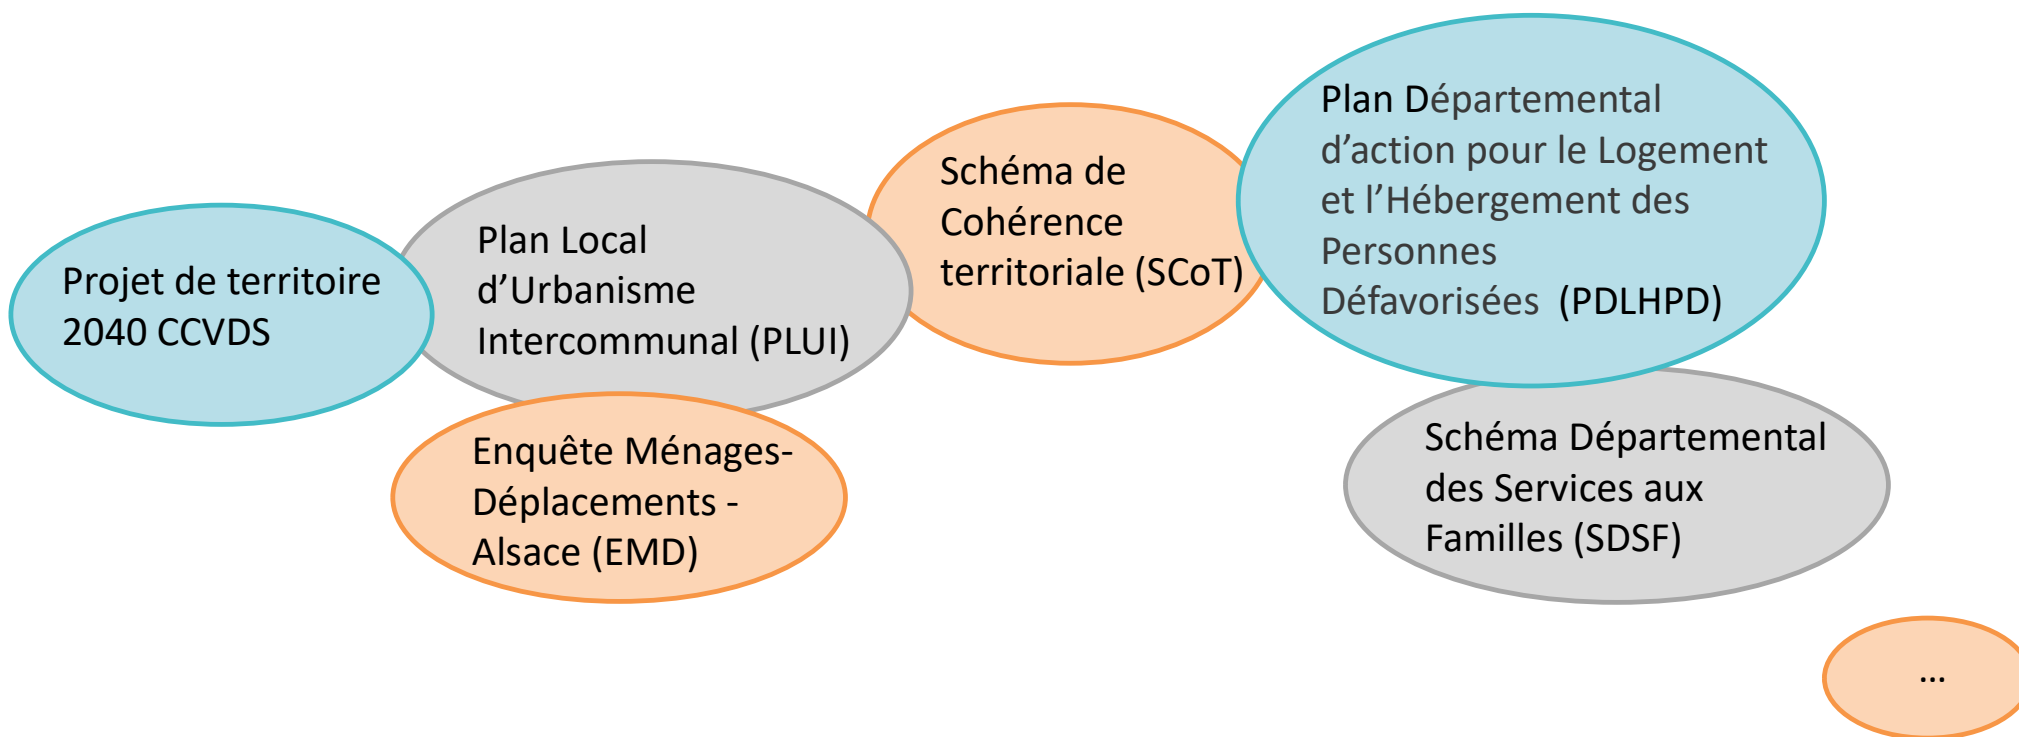 Projet de territoire
2040 CCVDS
Plan Local
d’Urbanisme
Intercommunal (PLUI)
Enquête Ménages-
Déplacements -
Alsace (EMD)
Schéma de
Cohérence
territoriale (SCoT)
Plan Départemental
d’action pour le Logement
et l’Hébergement des
Personnes
Défavorisées  (PDLHPD)
Schéma Départemental
des Services aux
Familles (SDSF)
...